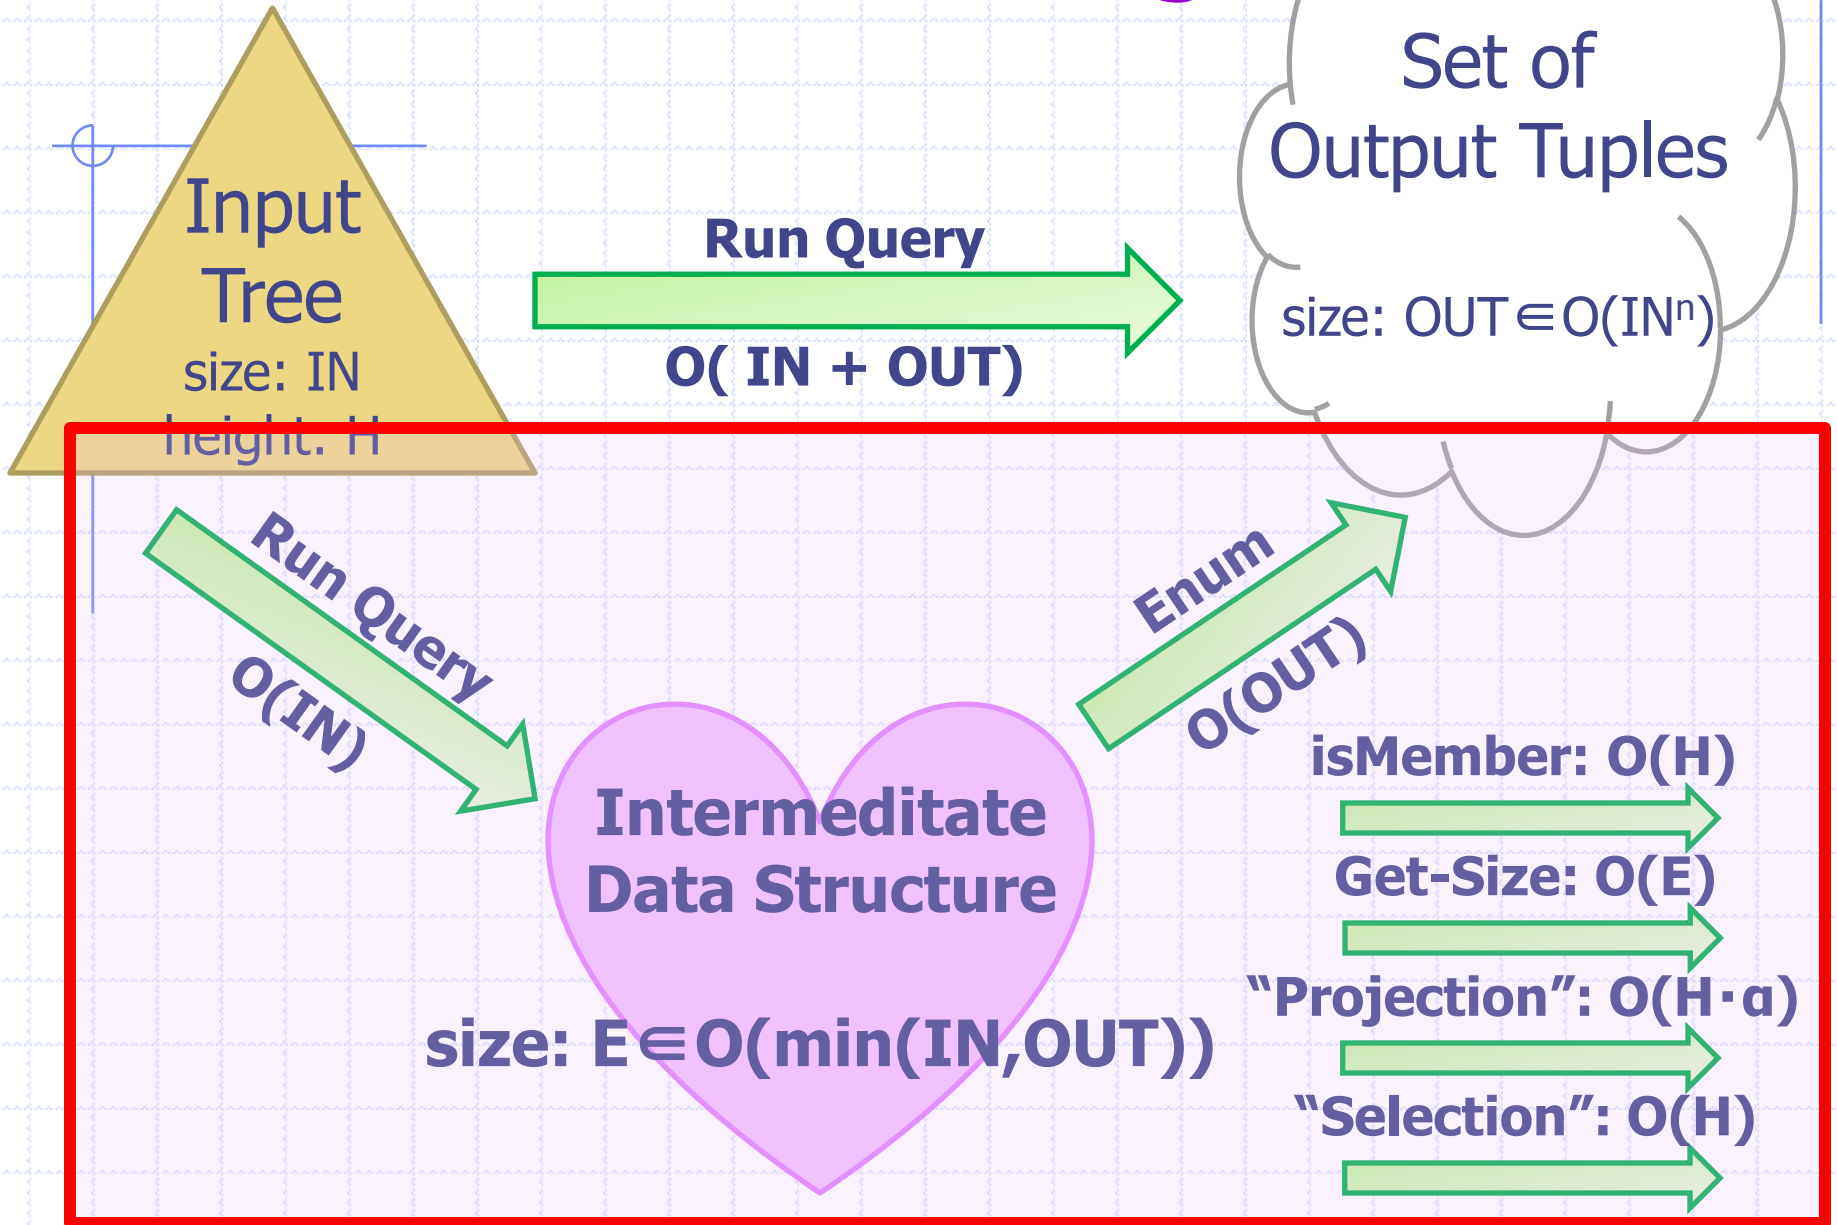 Input
Tree
size: IN
height: H
Run Query
O( IN + OUT)
Set of
Output Tuples
size: OUT∈O(INⁿ)
Run Query
O(IN)
Intermeditate
Data Structure
size: E∈O(min(IN,OUT))
Enum
O(OUT)
isMember: O(H)
Get-Size: O(E)
“Projection”: O(H·α)
“Selection”: O(H)